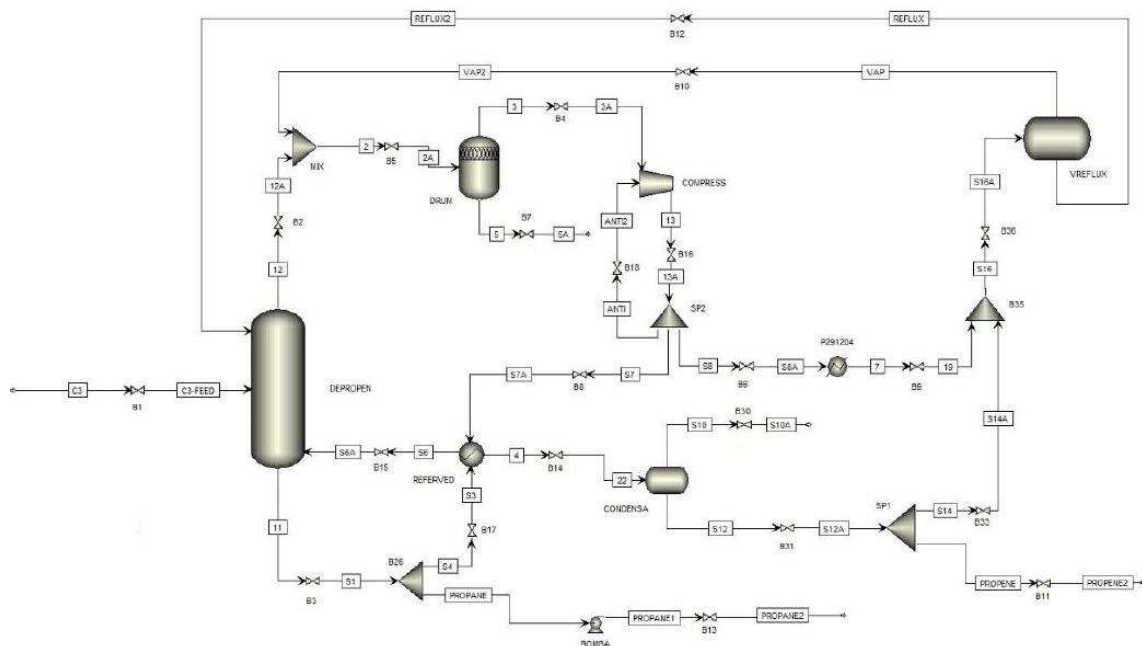 REFLUX2
REFLUX
B12
VAP2
VAP
B10
3
3A
B4
2
2A
B5
MIX
COMPRESS
VREFLUX
12A
S16A
DRUM
B7
5
5A
ANTI2
13
B2
B16
B36
B18
13A
12
S16
ANTI
SP2
B35
P291204
S8
S8A
7
19
B6
B9
C3
C3-FEED
S7A
S7
B8
B1
DEPROPEN
S14A
S10
S10A
B30
S6A
S6
4
B15
B14
REFERVED
22
S3
CONDENSA
SP1
S14
B33
11
B17
S12
S12A
B31
B26
S4
S1
B3
PROPANE
PROPENE
PROPENE2
B11
PROPANE1
PROPANE2
BOMBA
B13